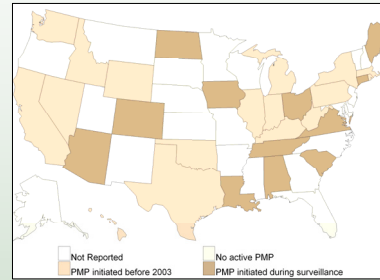 Not Reported
No active PMP
PMP initiated before 2003
PMP initiated during surveillance